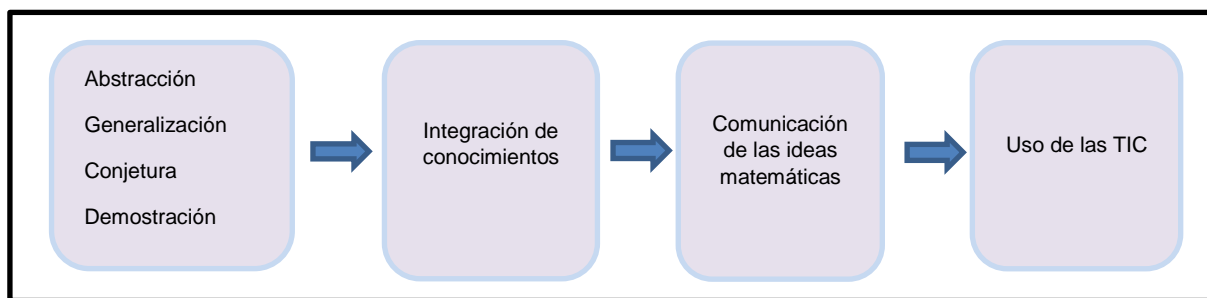 Abstracción
Generalización
Conjetura
Demostración
Integración de
conocimientos
Comunicación
de las ideas
matemáticas
Uso de las TIC